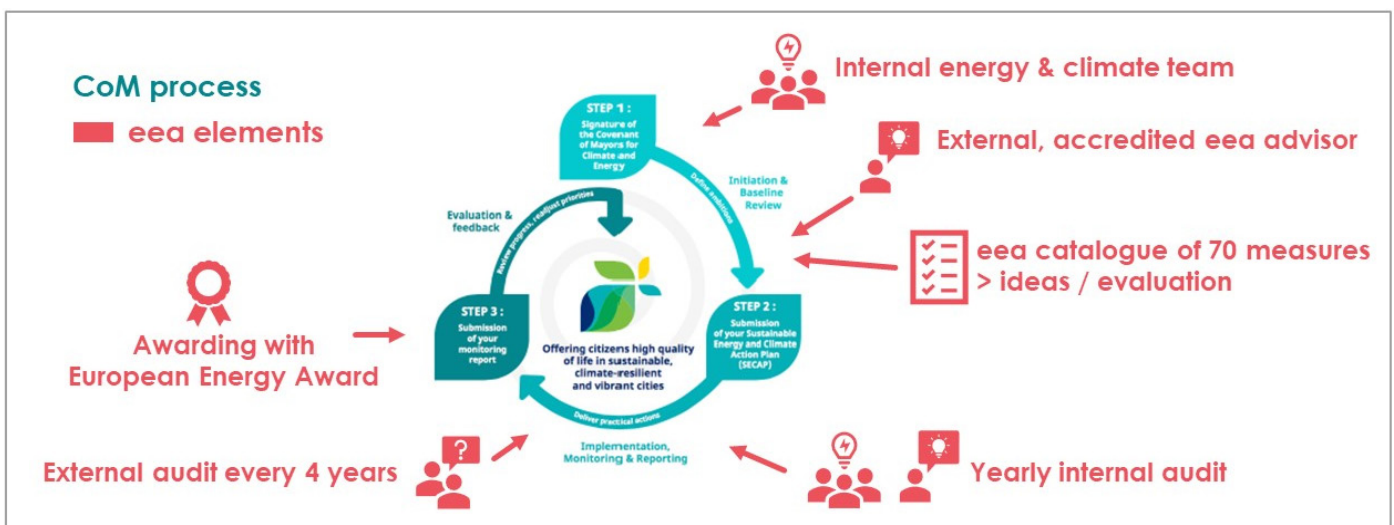 CoM process
eea elements
Internal energy & climate team
External, accredited eea advisor
eea catalogue of 70 measures
> ideas / evaluation
STEP 1 :
Signature of
the Covenant
of Mayors for
Climate and
Energy
Define ambitions
Initiation &
Baseline
Review
STEP 2 :
Submission
of your Sustainable
Energy and Climate
Action Plan
(SECAP)
Deliver practical actions
Implementation,
Monitoring & Reporting
STEP 3 :
Submission
of your
monitoring
report
Review progress, readjust priorities
Evaluation &
feedback
Offering citizens high quality
of life in sustainable,
climate-resilient
and vibrant cities
Awarding with
European Energy Award
External audit every 4 years
?
Yearly internal audit